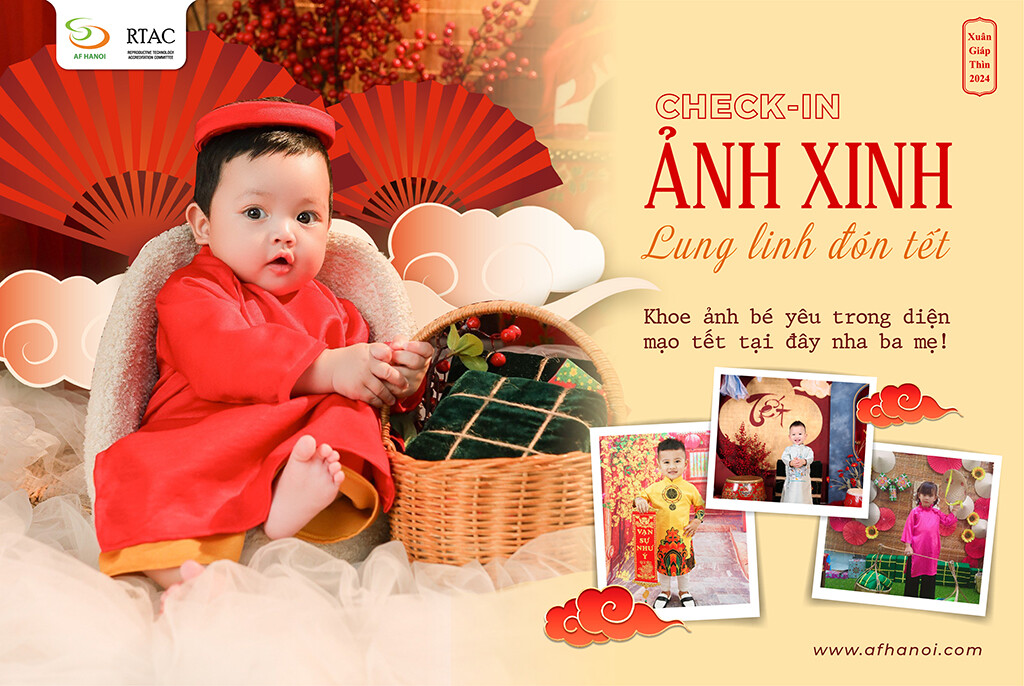 AF HANOI
RTAC
REPRODUCTIVE TECHNOLOGY
ACCREDITATION COMMITTEE
Xuân
Giáp
Thìn
2024
CHECK-IN
ẢNH XINH
Lung linh đón tết
Khoe ảnh bé yêu trong diện
mạo tết tại đây nha ba mẹ!
Tết
VẠN
SỰ
NHƯ
Ý
www.afhanoi.com